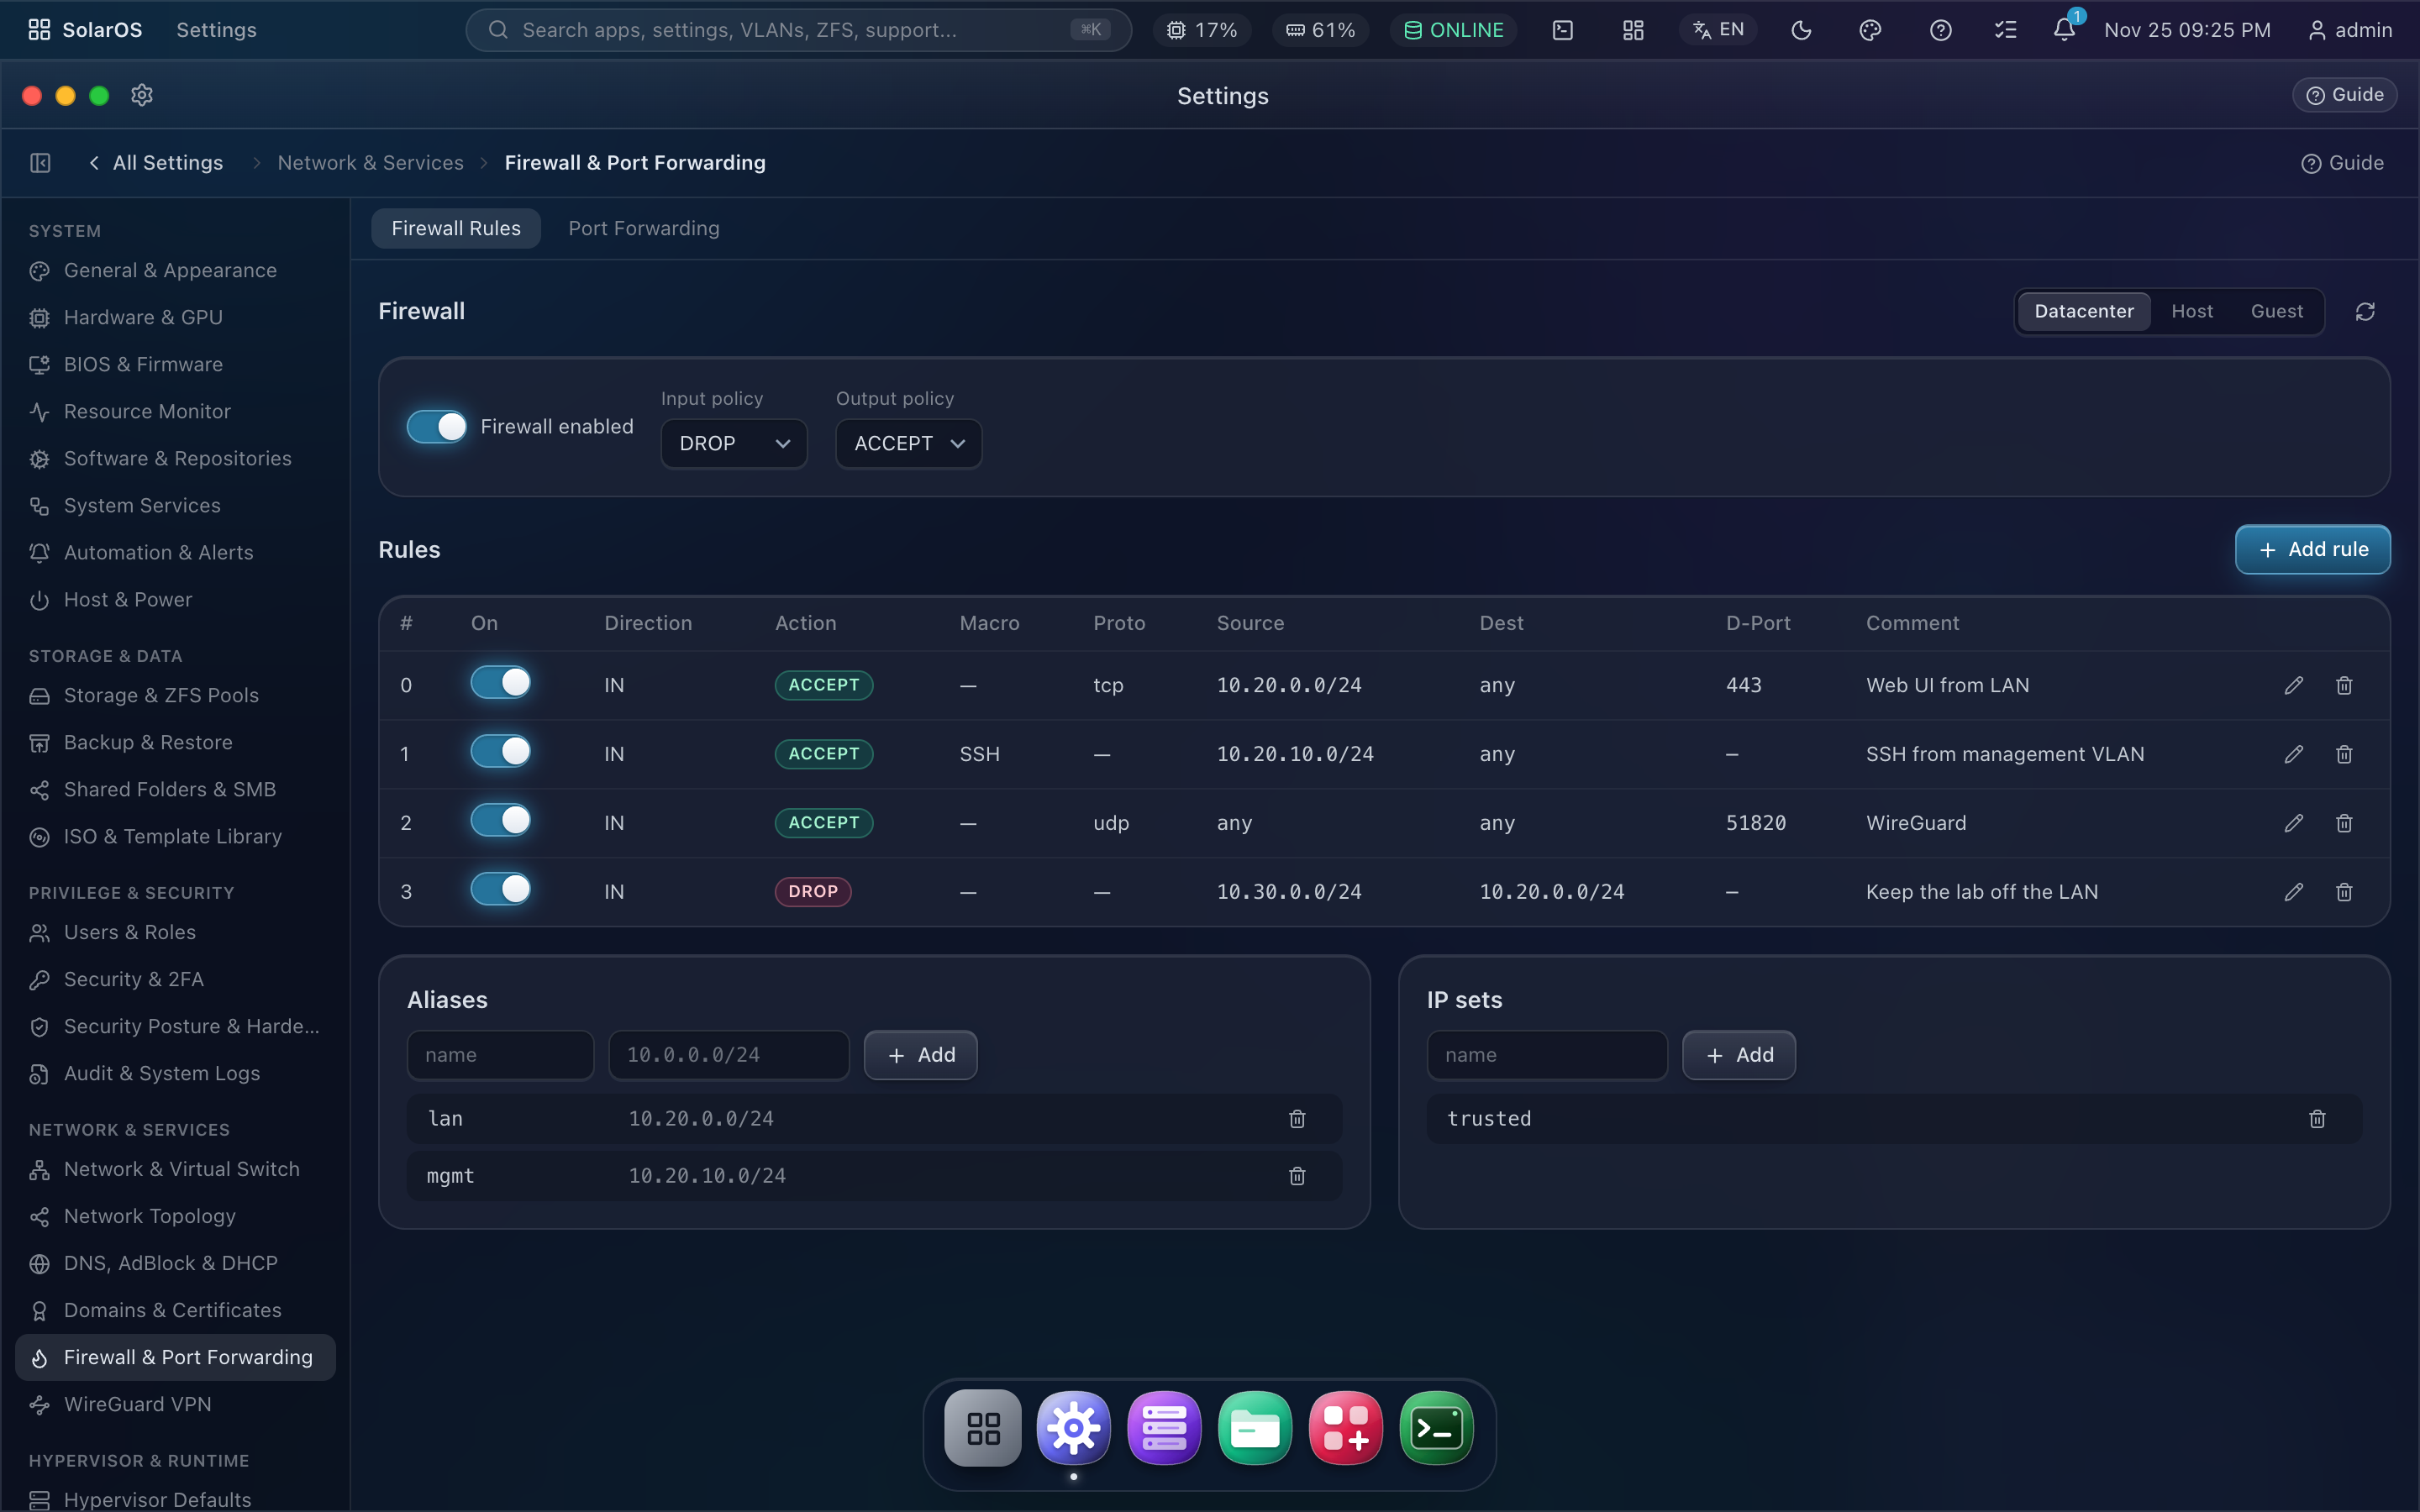 SolarOS Settings Search apps, settings, VLANs, ZFS, support... ⌘K 17% 61% ONLINE EN 1 Nov 25 09:25 PM admin
Settings Guide
All Settings Network & Services Firewall & Port Forwarding Guide
SYSTEM
General & Appearance
Hardware & GPU
BIOS & Firmware
Resource Monitor
Software & Repositories
System Services
Automation & Alerts
Host & Power
STORAGE & DATA
Storage & ZFS Pools
Backup & Restore
Shared Folders & SMB
ISO & Template Library
PRIVILEGE & SECURITY
Users & Roles
Security & 2FA
Security Posture & Harde...
Audit & System Logs
NETWORK & SERVICES
Network & Virtual Switch
Network Topology
DNS, AdBlock & DHCP
Domains & Certificates
Firewall & Port Forwarding
WireGuard VPN
HYPERVISOR & RUNTIME
Hypervisor Defaults
Firewall Rules Port Forwarding
Firewall Datacenter Host Guest
Firewall enabled
Input policy Output policy
DROP ACCEPT
Rules + Add rule
# On Direction Action Macro Proto Source Dest D-Port Comment
0 IN ACCEPT — tcp 10.20.0.0/24 any 443 Web UI from LAN
1 IN ACCEPT SSH — 10.20.10.0/24 any — SSH from management VLAN
2 IN ACCEPT — udp any any 51820 WireGuard
3 IN DROP — — 10.30.0.0/24 10.20.0.0/24 — Keep the lab off the LAN
Aliases
name 10.0.0.0/24 + Add
lan 10.20.0.0/24
mgmt 10.20.10.0/24
IP sets
name + Add
trusted